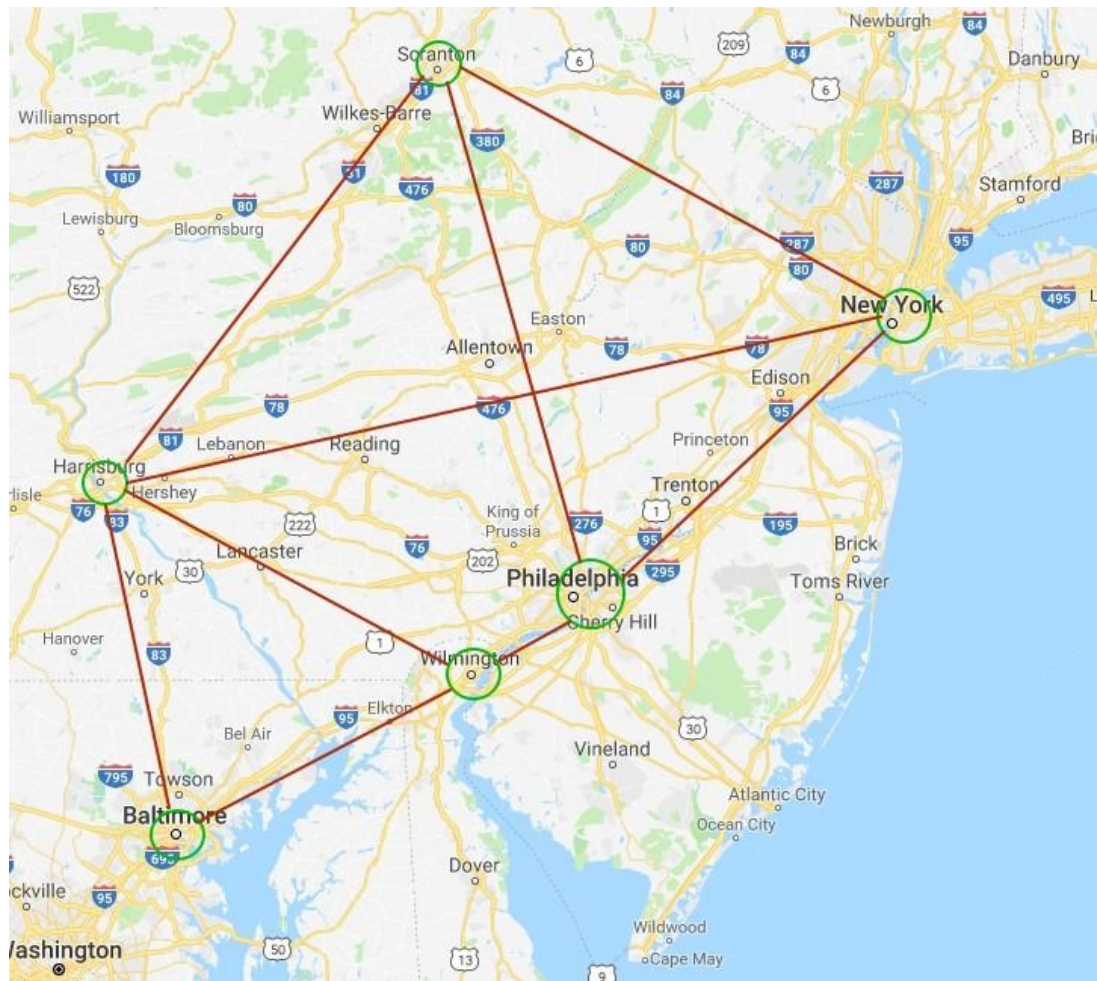 Newburgh
84
Scranton
6
209
84
Danbury
81
84
6
Williamsport
Wilkes-Barre
380
180
81
476
287
Stamford
80
Lewisburg
Bloomsburg
80
287
95
80
522
New York
495
Easton
Allentown
78
78
Edison
78
476
95
81
Lebanon
Reading
Princeton
Harrisburg
Hershey
Trenton
76
83
222
King of
Prussia
276
1
195
76
95
Lancaster
202
Brick
York
30
Philadelphia
295
Toms River
Cherry Hill
Hanover
83
1
Wilmington
Elkton
95
Bel Air
30
Vineland
795
Towson
Atlantic City
Baltimore
Ocean City
695
Dover
95
Wildwood
50
13
Cape May
9